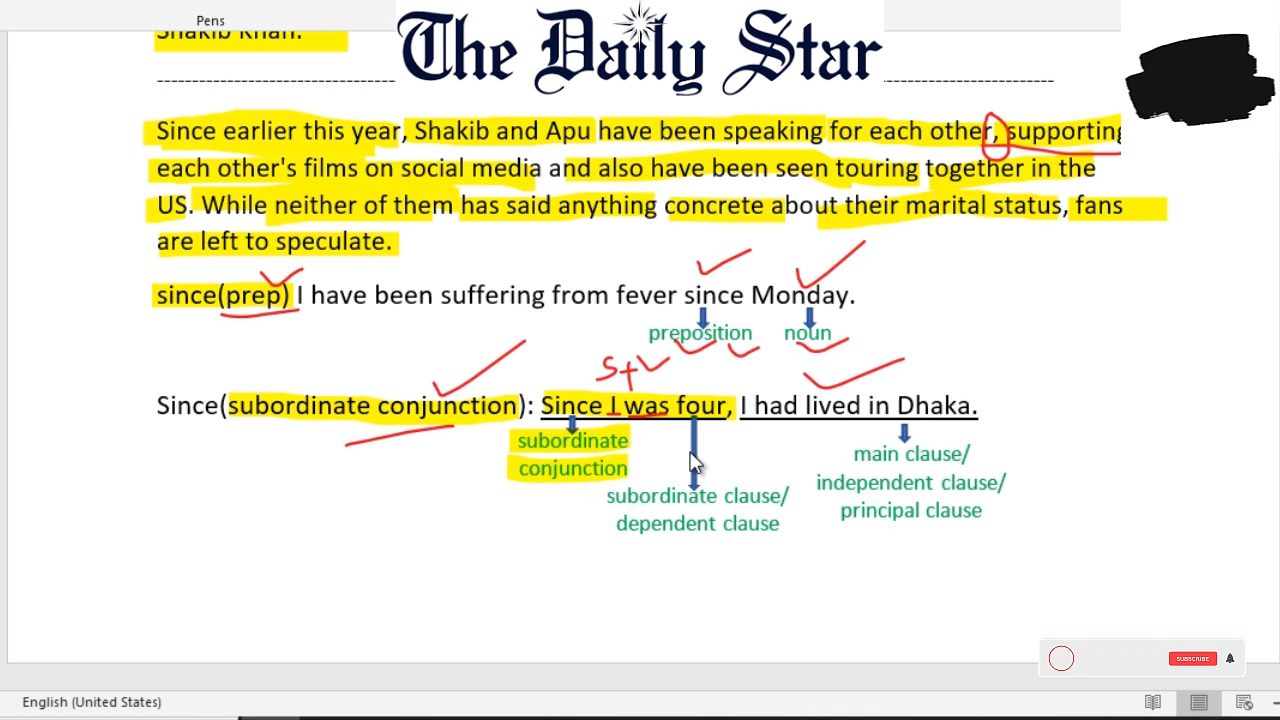 Pens
Shakib Khan.
The Daily Star
Since earlier this year, Shakib and Apu have been speaking for each other, supporting
each other's films on social media and also have been seen touring together in the
US. While neither of them has said anything concrete about their marital status, fans
are left to speculate.
since(prep) I have been suffering from fever since Monday.
preposition noun
S+V
Since(subordinate conjunction): Since I was four, I had lived in Dhaka.
subordinate
conjunction
subordinate clause/
dependent clause
main clause/
independent clause/
principal clause
SUBSCRIBE
English (United States)